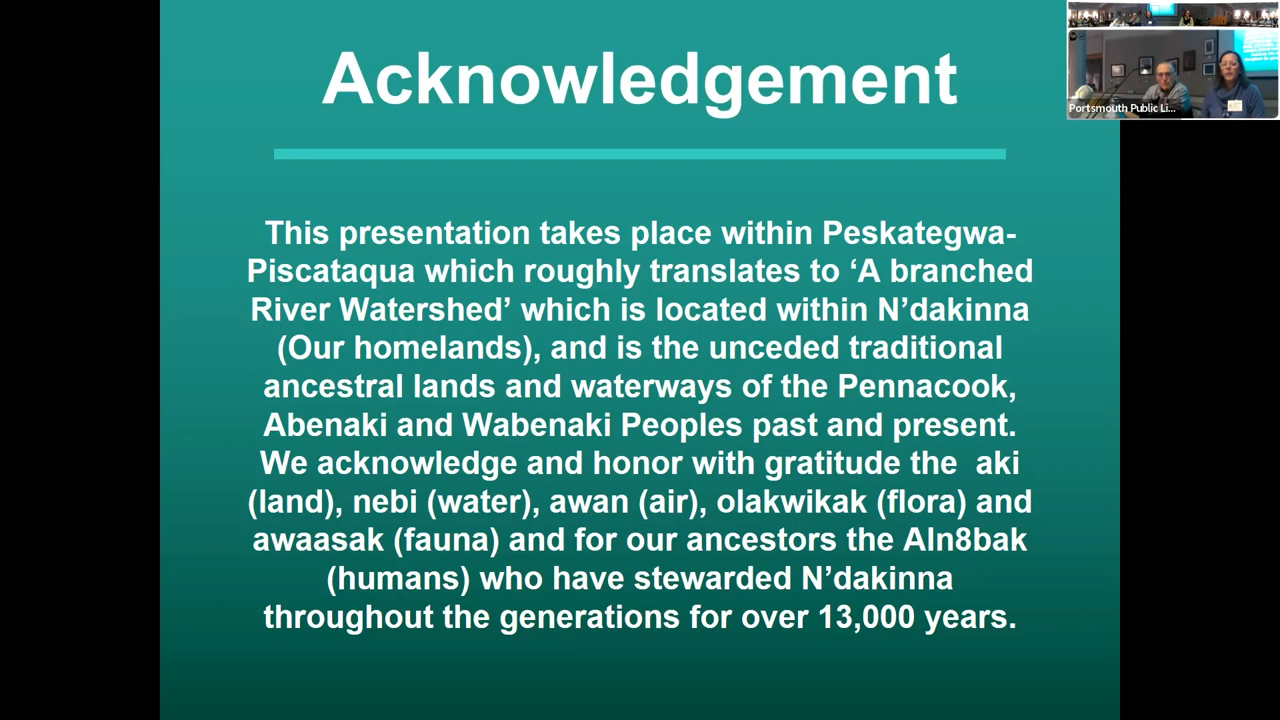 Acknowledgement
Portsmouth Public Li...
This presentation takes place within Peskategwa-
Piscataqua which roughly translates to ‘A branched
River Watershed’ which is located within N’dakinna
(Our homelands), and is the unceded traditional
ancestral lands and waterways of the Pennacook,
Abenaki and Wabenaki Peoples past and present.
We acknowledge and honor with gratitude the  aki
(land), nebi (water), awan (air), olakwikak (flora) and
awaasak (fauna) and for our ancestors the Aln8bak
(humans) who have stewarded N’dakinna
throughout the generations for over 13,000 years.